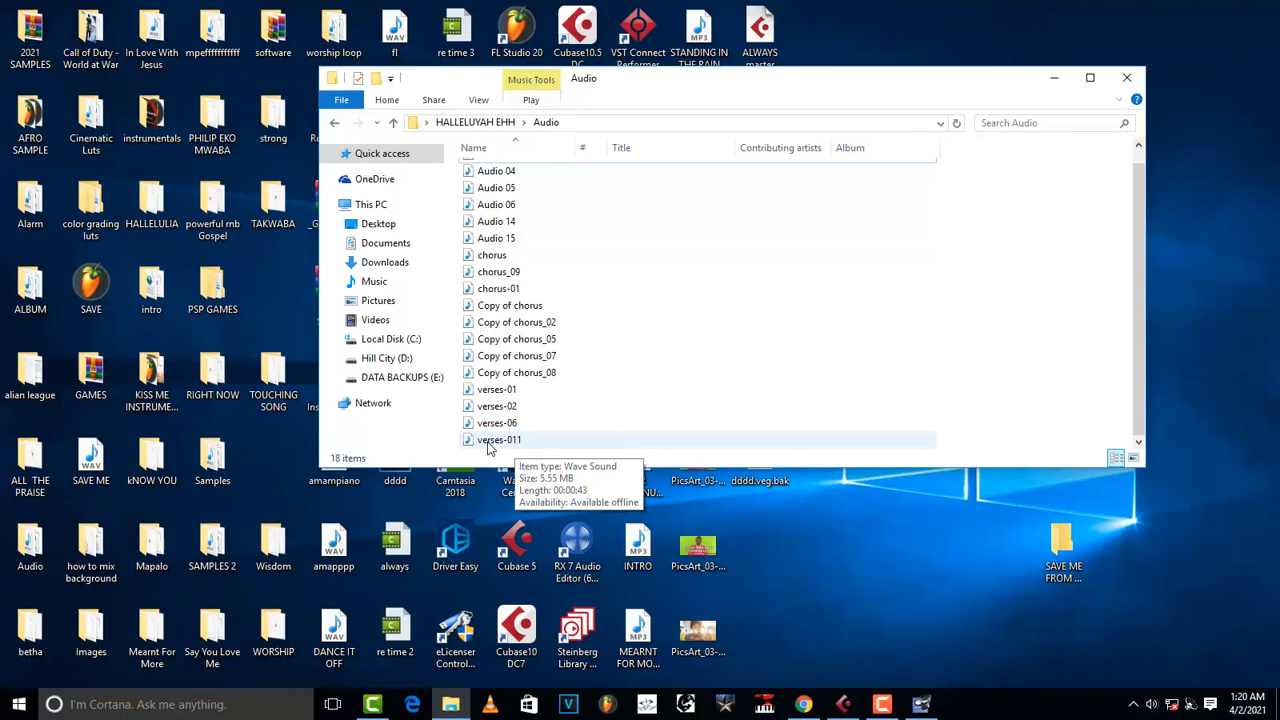 2021 SAMPLES
Call of Duty - World at War
In Love With Jesus
mpefffffffffff
software
worship loop
fl
re time 3
FL Studio 20
Cubase10.5 DC
VST Connect Performer
STANDING IN THE RAIN
ALWAYS master
Music Tools
Audio
File
Home
Share
View
Play
HALLELUYAH EHH
Audio
Search Audio
Name
#
Title
Contributing artists
Album
Quick access
OneDrive
This PC
Desktop
Documents
Downloads
Music
Pictures
Videos
Local Disk (C:)
Hill City (D:)
DATA BACKUPS (E:)
Network
Audio 04
Audio 05
Audio 06
Audio 14
Audio 15
chorus
chorus_09
chorus-01
Copy of chorus
Copy of chorus_02
Copy of chorus_05
Copy of chorus_07
Copy of chorus_08
verses-01
verses-02
verses-06
verses-011
18 items
Item type: Wave Sound
Size: 5.55 MB
Length: 00:00:43
Availability: Available offline
AFRO SAMPLE
Cinematic Luts
instrumentals
PHILIP EKO MWABA
strong
Alarm
color grading luts
HALLELULIA
powerful rnb Gospel
TAKWABA
ALBUM
SAVE
intro
PSP GAMES
alian league
GAMES
KISS ME INSTRUME...
RIGHT NOW
TOUCHING SONG
ALL THE PRAISE
SAVE ME
kNOW YOU
Samples
amampiano
dddd
Camtasia 2018
PicsArt_03-...
dddd.veg.bak
Audio
how to mix background
Mapalo
SAMPLES 2
Wisdom
amapppp
always
Driver Easy
Cubase 5
RX 7 Audio Editor (6...
INTRO
PicsArt_03-...
SAVE ME FROM ...
betha
Images
Mearnt For More
Say You Love Me
WORSHIP
DANCE IT OFF
re time 2
eLicenser Control...
Cubase10 DC7
Steinberg Library ...
MEARNT FOR MO...
PicsArt_03-...
I'm Cortana. Ask me anything.
1:20 AM
4/2/2021